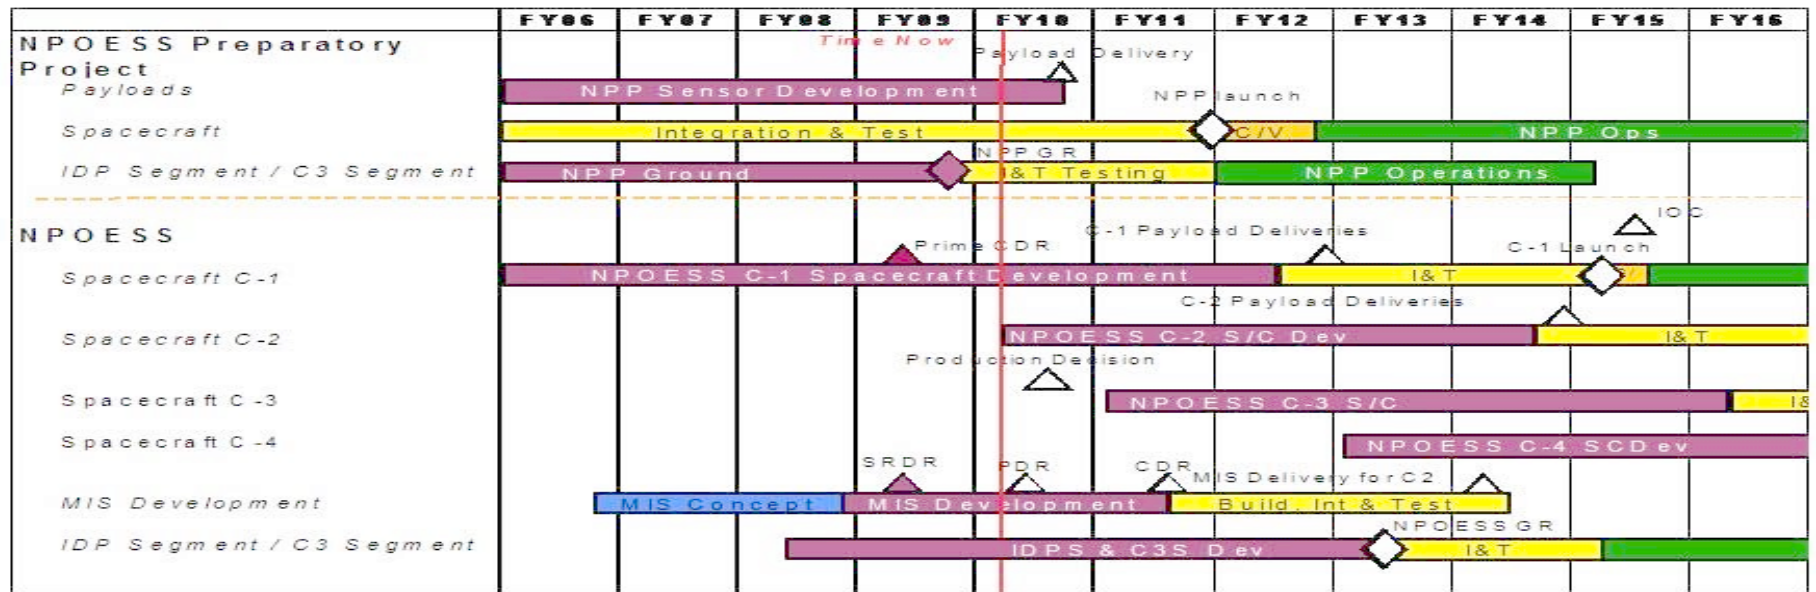 FY06 FY07 FY08 FY09 FY10 FY11 FY12 FY13 FY14 FY15 FY16
Time Now
NPOESS Preparatory
Project
Payload Delivery
Payloads
NPP Sensor Development
NPP launch
Spacecraft
Integration & Test
C/V
NPP Ops
NPPGR
IDP Segment / C3 Segment
NPP Ground
I&T Testing
NPP Operations
IOC
NPOESS
C-1 Payload Deliveries
Prime CDR
C-1 Launch
Spacecraft C-1
NPOESS C-1 Spacecraft Development
I&T
C-2 Payload Deliveries
Spacecraft C-2
NPOESS C-2 S/C Dev
I&T
Production Decision
Spacecraft C-3
NPOESS C-3 S/C
Spacecraft C-4
NPOESS C-4 SCDev
SRDR
PDR
CDR
MIS Delivery for C2
MIS Development
MIS Concept
MIS Development
Build, Int & Test
NPOESS GR
IDP Segment / C3 Segment
IDPS & C3S Dev
I&T